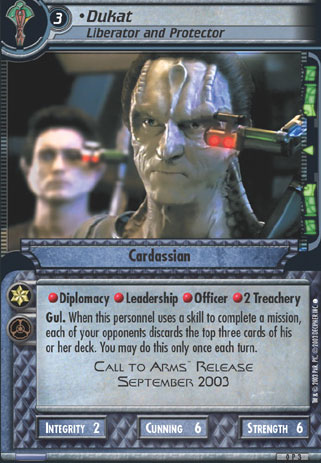 3 • Dukat
Liberator and Protector
Cardassian
Diplomacy Leadership Officer 2 Treachery
Gul. When this personnel uses a skill to complete a mission,
each of your opponents discards the top three cards of his
or her deck. You may do this only once each turn.
Call to Arms™ Release
September 2003
Integrity 2 Cunning 6 Strength 6
0 P 5